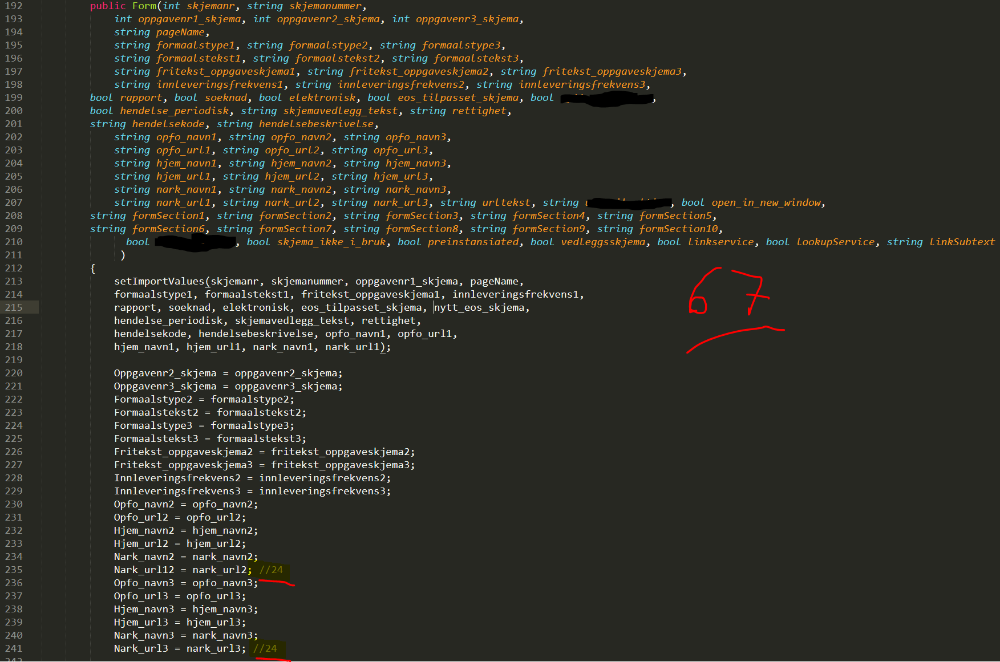 192 public Form(int skjemanr, string skjemanummer,
193 int oppgavenr1_skjema, int oppgavenr2_skjema, int oppgavenr3_skjema,
194 string pageName,
195 string formaalstype1, string formaalstype2, string formaalstype3,
196 string formaalstekst1, string formaalstekst2, string formaalstekst3,
197 string fritekst_oppgaveskjema1, string fritekst_oppgaveskjema2, string fritekst_oppgaveskjema3,
198 string innleveringsfrekvens1, string innleveringsfrekvens2, string innleveringsfrekvens3,
199 bool rapport, bool soeknad, bool elektronisk, bool eos_tilpasset_skjema, bool ,
200 bool hendelse_periodisk, string skjemavedlegg_tekst, string rettighet,
201 string hendelsekode, string hendelsebeskrivelse,
202 string opfo_navn1, string opfo_navn2, string opfo_navn3,
203 string opfo_url1, string opfo_url2, string opfo_url3,
204 string hjem_navn1, string hjem_navn2, string hjem_navn3,
205 string hjem_url1, string hjem_url2, string hjem_url3,
206 string nark_navn1, string nark_navn2, string nark_navn3,
207 string nark_url1, string nark_url2, string nark_url3, string urltekst, string , bool open_in_new_window,
208 string formSection1, string formSection2, string formSection3, string formSection4, string formSection5,
209 string formSection6, string formSection7, string formSection8, string formSection9, string formSection10,
210 bool , bool skjema_ikke_i_bruk, bool preinstansiated, bool vedleggsskjema, bool linkservice, bool lookupService, string linkSubtext
211 )
212 {
213 setImportValues(skjemanr, skjemanummer, oppgavenr1_skjema, pageName,
214 formaalstype1, formaalstekst1, fritekst_oppgaveskjema1, innleveringsfrekvens1,
67
215 rapport, soeknad, elektronisk, eos_tilpasset_skjema, nytt_eos_skjema,
216 hendelse_periodisk, skjemavedlegg_tekst, rettighet,
217 hendelsekode, hendelsebeskrivelse, opfo_navn1, opfo_url1,
218 hjem_navn1, hjem_url1, nark_navn1, nark_url1);
219
220 Oppgavenr2_skjema = oppgavenr2_skjema;
221 Oppgavenr3_skjema = oppgavenr3_skjema;
222 Formaalstype2 = formaalstype2;
223 Formaalstekst2 = formaalstekst2;
224 Formaalstype3 = formaalstype3;
225 Formaalstekst3 = formaalstekst3;
226 Fritekst_oppgaveskjema2 = fritekst_oppgaveskjema2;
227 Fritekst_oppgaveskjema3 = fritekst_oppgaveskjema3;
228 Innleveringsfrekvens2 = innleveringsfrekvens2;
229 Innleveringsfrekvens3 = innleveringsfrekvens3;
230 Opfo_navn2 = opfo_navn2;
231 Opfo_url2 = opfo_url2;
232 Hjem_navn2 = hjem_navn2;
233 Hjem_url2 = hjem_url2;
234 Nark_navn2 = nark_navn2;
235 Nark_url12 = nark_url2; //24
236 Opfo_navn3 = opfo_navn3;
237 Opfo_url3 = opfo_url3;
238 Hjem_navn3 = hjem_navn3;
239 Hjem_url3 = hjem_url3;
240 Nark_navn3 = nark_navn3;
241 Nark_url3 = nark_url3; //24